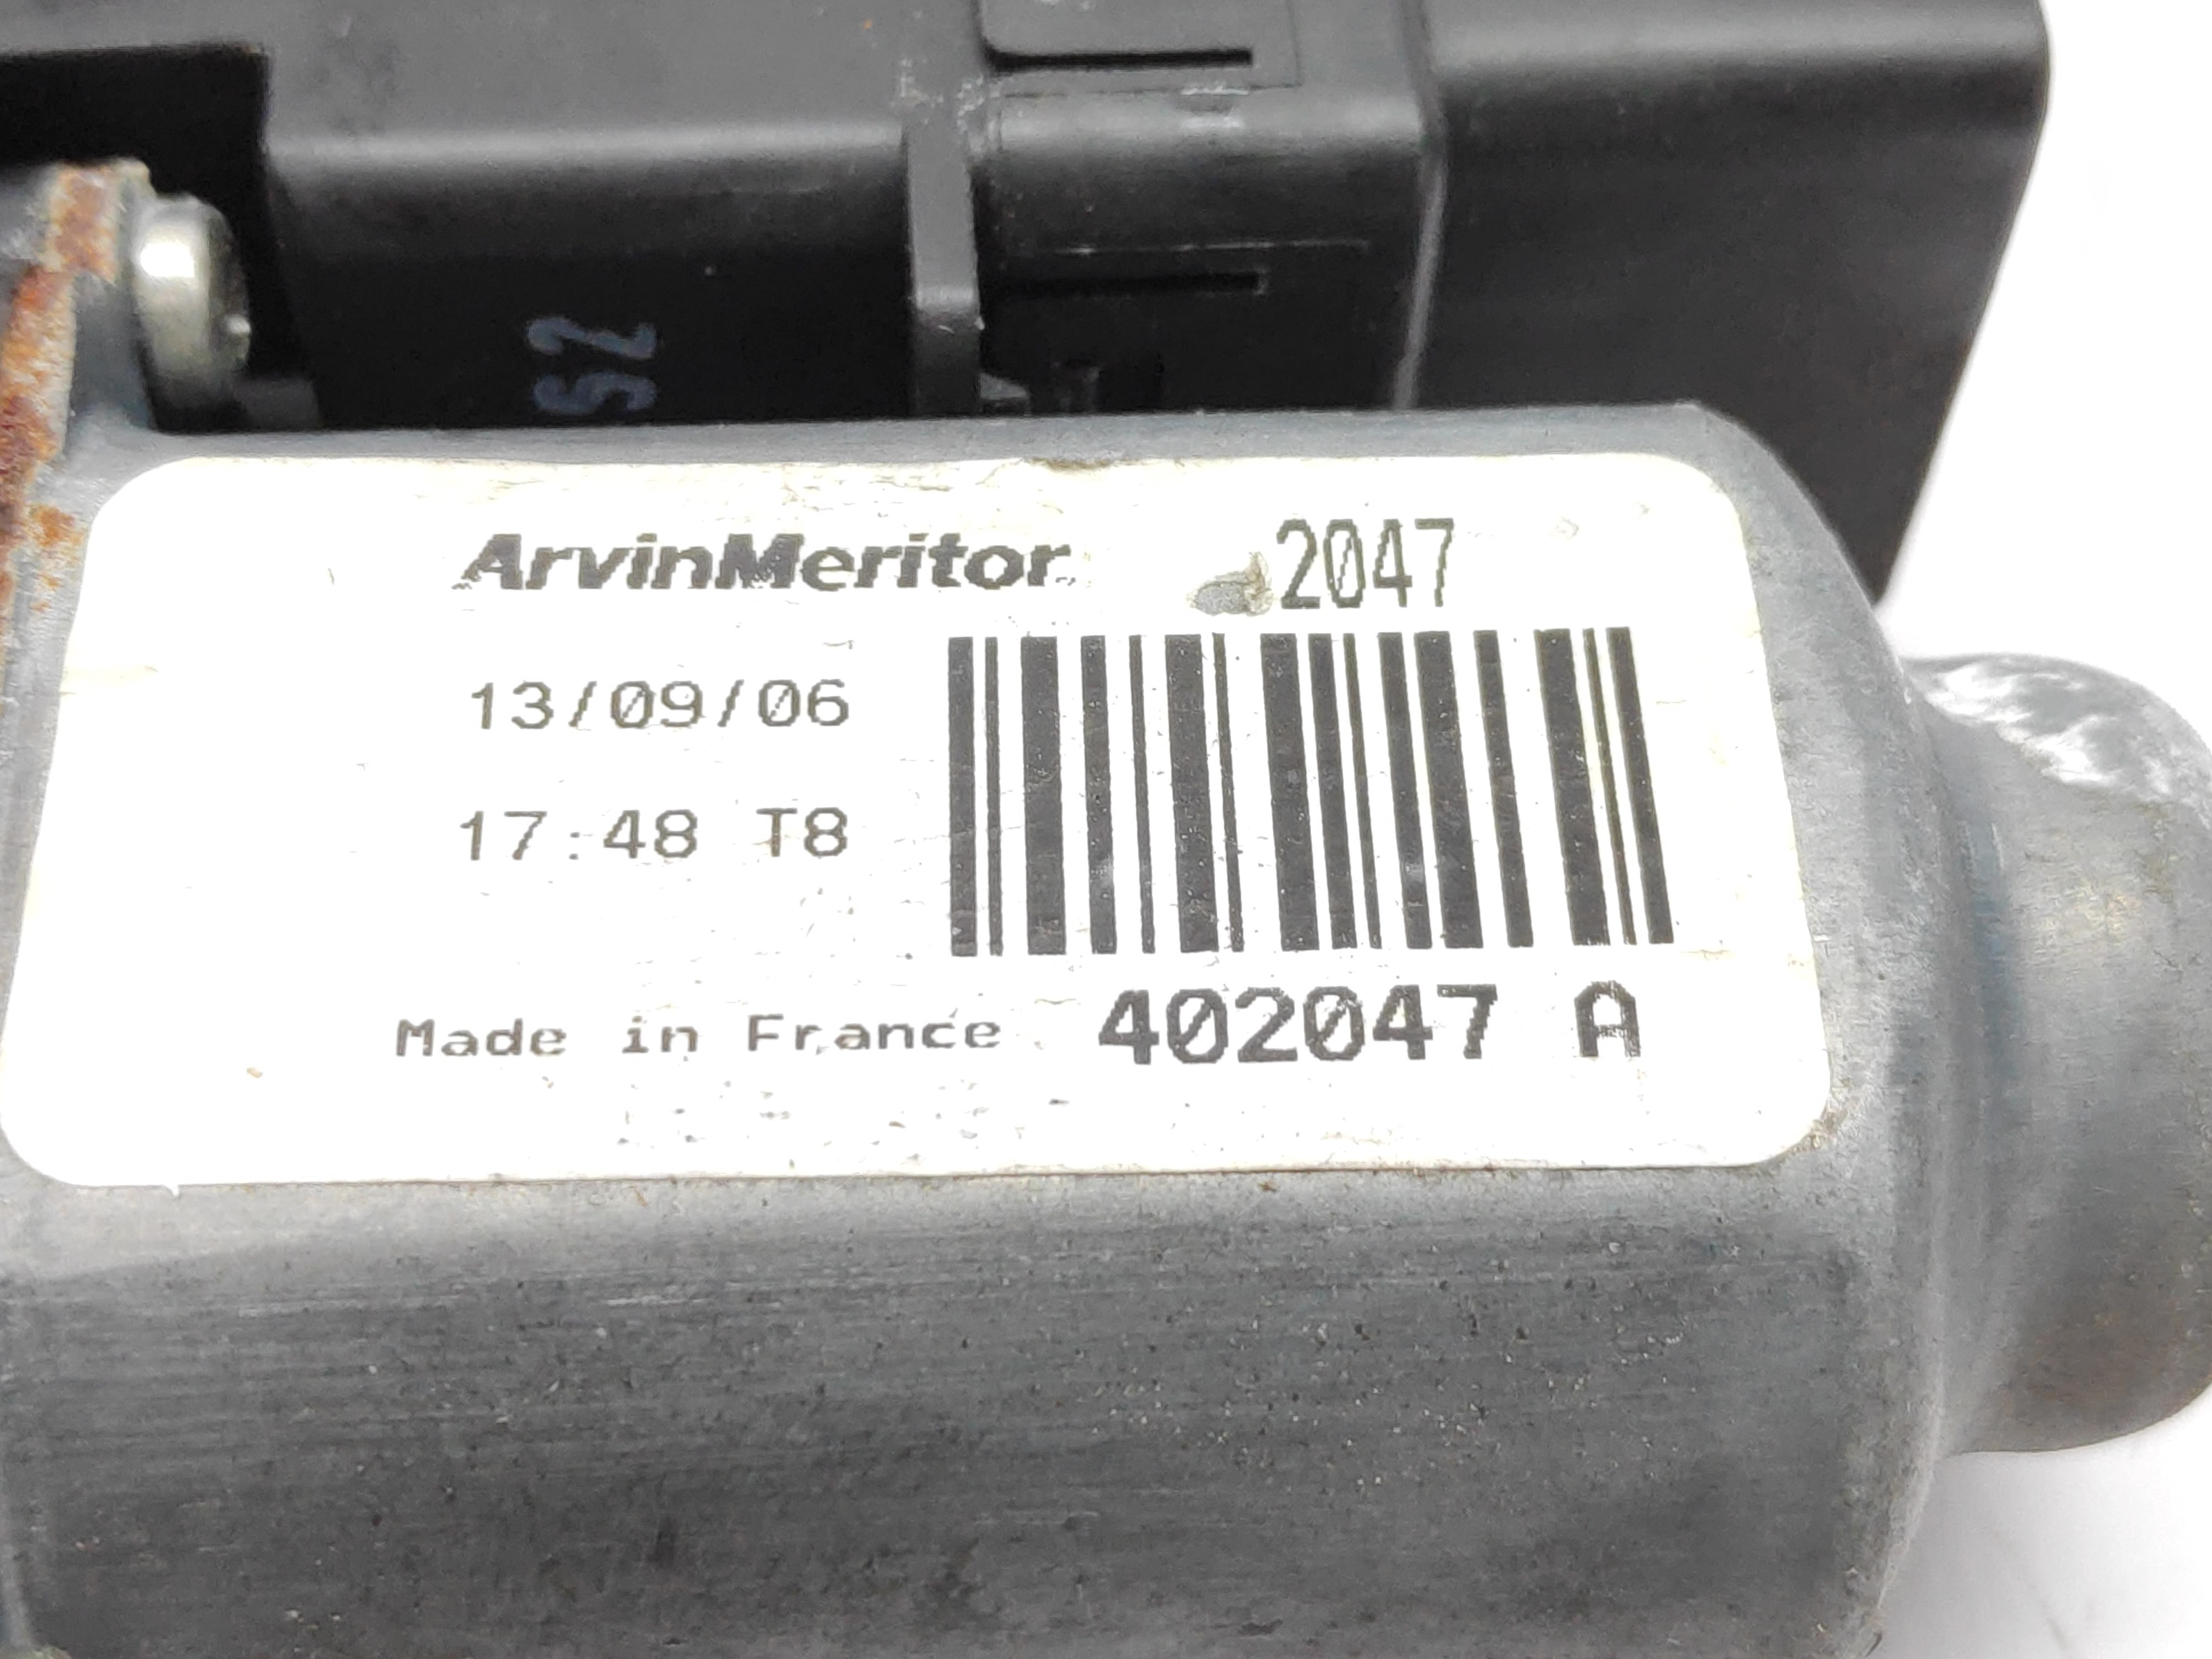 52
ArvinMeritor 2047
13/09/06
17:48 T8
Made in France 402047 A